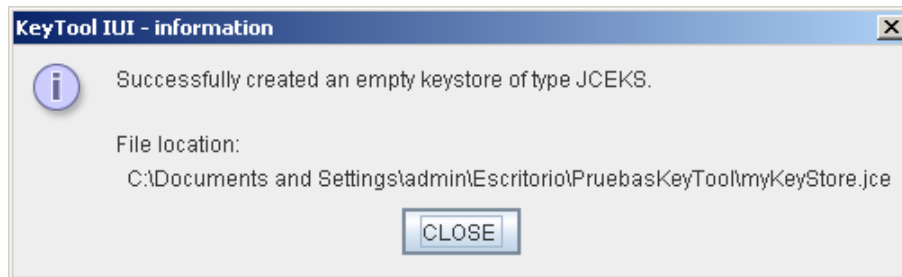 KeyTool IUI - information
Successfully created an empty keystore of type JCEKS.
File location:
C:\Documents and Settings\admin\Escritorio\PruebasKeyTool\myKeyStore.jce
CLOSE